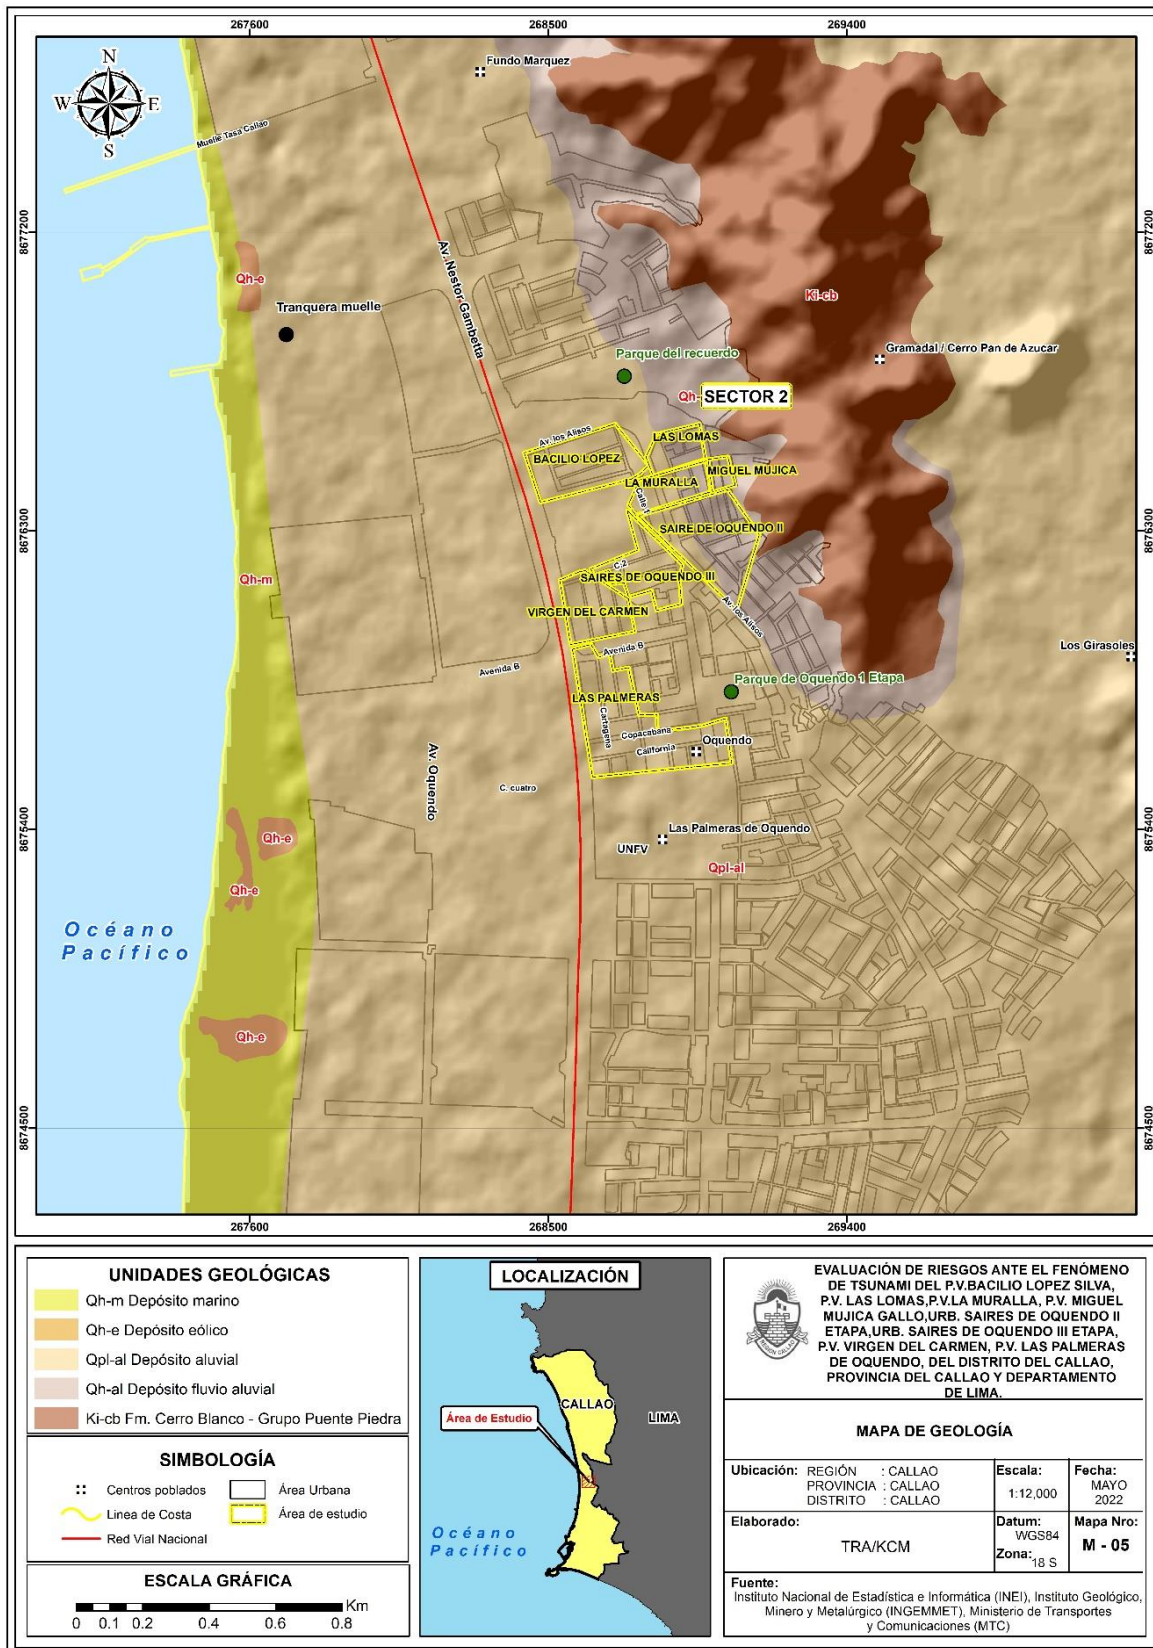 267600
268500
269400
N
W
E
S
Fundo Marquez
Muelle Tasa Callao
8677200
8677200
Av. Nestor Gambetta
Qh-e
Tranquera muelle
Ki-cb
Parque del recuerdo
Gramadal / Cerro Pan de Azucar
Qh-
SECTOR 2
Av. los Alisos
LAS LOMAS
BACILIO LOPEZ
MIGUEL MUJICA
LA MURALLA
Calle 1
8676300
8676300
SAIRE DE OQUENDO II
C.2
SAIRES DE OQUENDO III
Qh-m
VIRGEN DEL CARMEN
Av. los Alisos
Avenida B
Los Girasoles
Avenida B
Parque de Oquendo 1 Etapa
LAS PALMERAS
Cartagena
Copacabana
California
Oquendo
Av. Oquendo
C. cuatro
8675400
8675400
Las Palmeras de Oquendo
UNFV
Qh-e
Qpl-al
Qh-e
Océano
Pacífico
Qh-e
8674500
8674500
267600
268500
269400
UNIDADES GEOLÓGICAS
Qh-m Depósito marino
Qh-e Depósito eólico
Qpl-al Depósito aluvial
Qh-al Depósito fluvio aluvial
Ki-cb Fm. Cerro Blanco - Grupo Puente Piedra
SIMBOLOGÍA
Centros poblados
Área Urbana
Linea de Costa
Área de estudio
Red Vial Nacional
ESCALA GRÁFICA
Km
0 0.1 0.2 0.4 0.6 0.8
LOCALIZACIÓN
CALLAO
LIMA
Área de Estudio
Océano
Pacífico
REGIÓN CALLAO
EVALUACIÓN DE RIESGOS ANTE EL FENÓMENO
DE TSUNAMI DEL P.V.BACILIO LOPEZ SILVA,
P.V. LAS LOMAS,P.V.LA MURALLA, P.V. MIGUEL
MUJICA GALLO,URB. SAIRES DE OQUENDO II
ETAPA,URB. SAIRES DE OQUENDO III ETAPA,
P.V. VIRGEN DEL CARMEN, P.V. LAS PALMERAS
DE OQUENDO, DEL DISTRITO DEL CALLAO,
PROVINCIA DEL CALLAO Y DEPARTAMENTO
DE LIMA.
MAPA DE GEOLOGÍA
Ubicación: REGIÓN : CALLAO
PROVINCIA : CALLAO
DISTRITO : CALLAO
Escala:
1:12,000
Fecha:
MAYO
2022
Elaborado:
TRA/KCM
Datum:
WGS84
Zona: 18 S
Mapa Nro:
M - 05
Fuente:
Instituto Nacional de Estadística e Informática (INEI), Instituto Geológico,
Minero y Metalúrgico (INGEMMET), Ministerio de Transportes
y Comunicaciones (MTC)